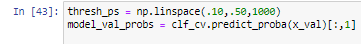 In [43]: thresh_ps = np.linspace(.10,.50,1000)
model_val_probs = clf_cv.predict_proba(x_val)[:,1]